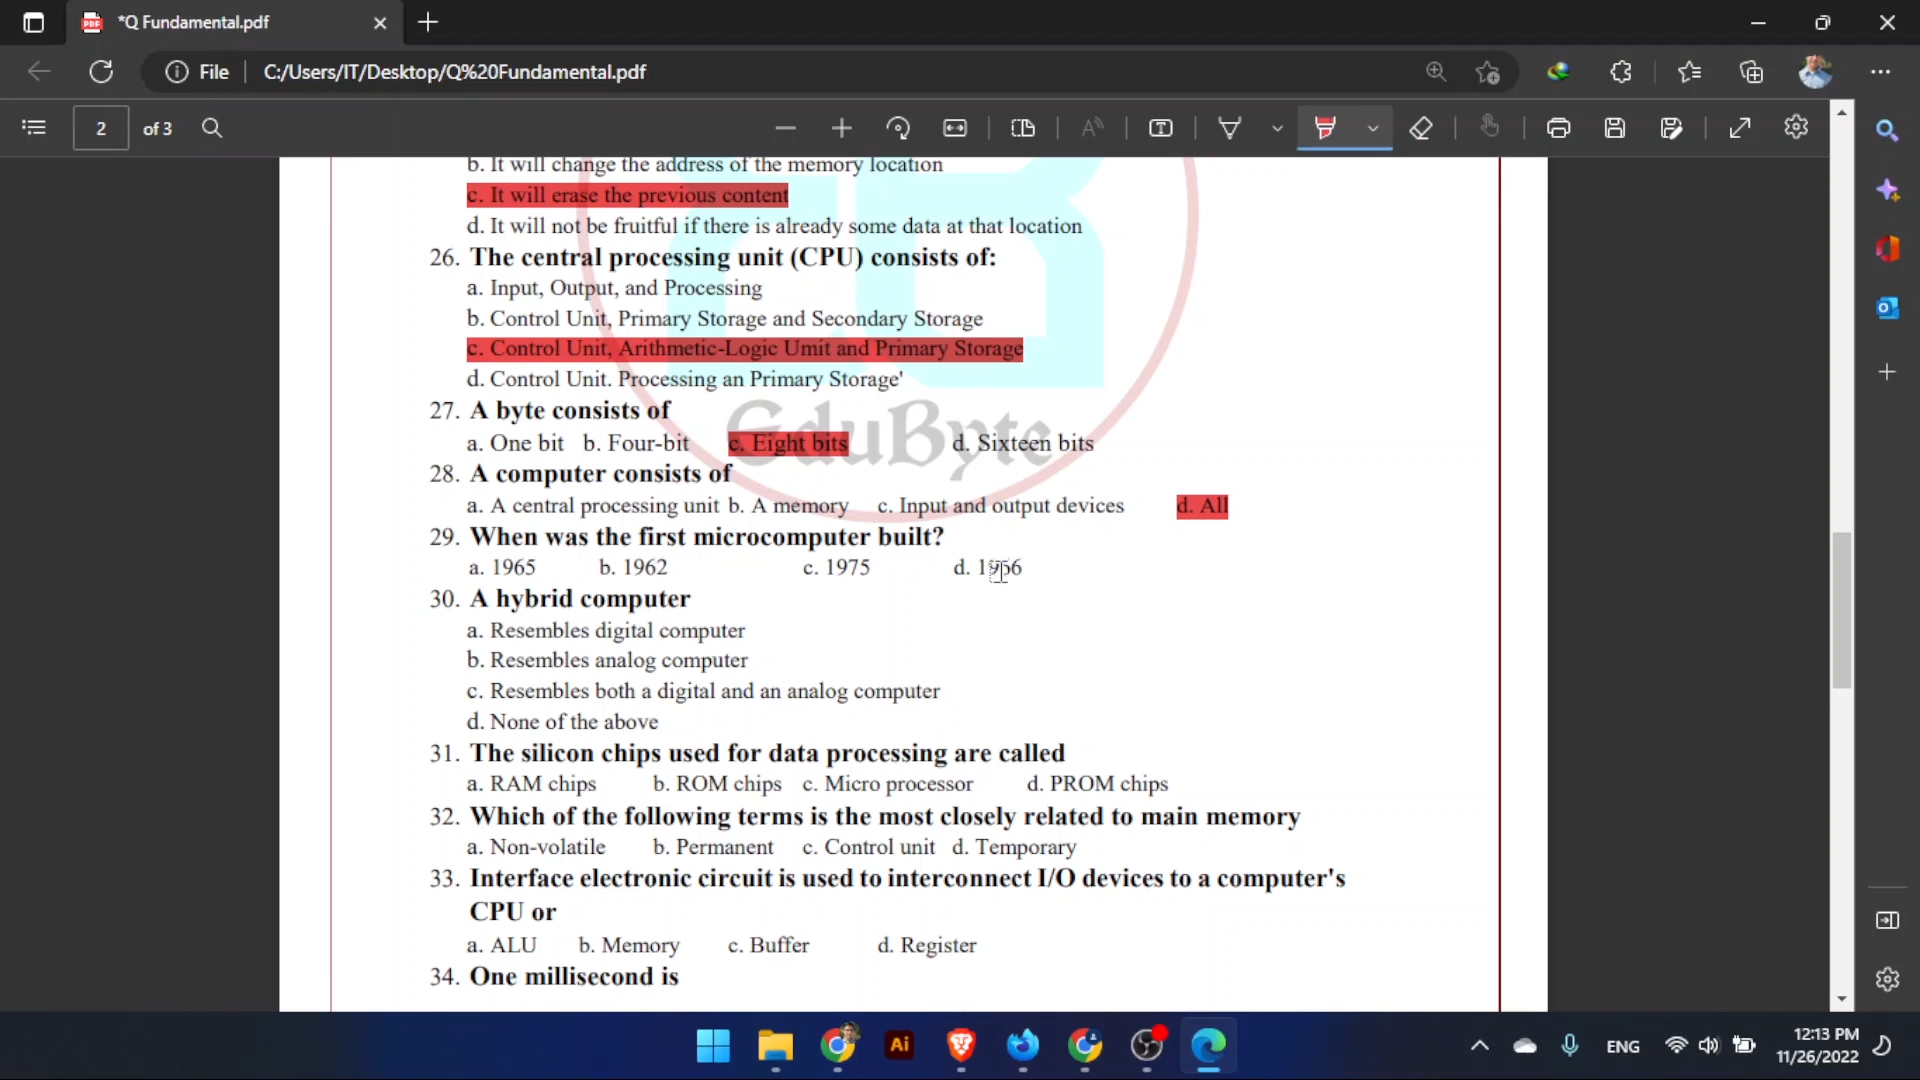 *Q Fundamental.pdf
File
C:/Users/IT/Desktop/Q%20Fundamental.pdf
2 of 3
b. It will change the address of the memory location
c. It will erase the previous content
d. It will not be fruitful if there is already some data at that location
26. The central processing unit (CPU) consists of:
a. Input, Output, and Processing
b. Control Unit, Primary Storage and Secondary Storage
c. Control Unit, Arithmetic-Logic Umit and Primary Storage
d. Control Unit. Processing an Primary Storage'
27. A byte consists of
EduByte
a. One bit b. Four-bit c. Eight bits d. Sixteen bits
28. A computer consists of
a. A central processing unit b. A memory c. Input and output devices d. All
29. When was the first microcomputer built?
a. 1965 b. 1962 c. 1975 d. 1966
30. A hybrid computer
a. Resembles digital computer
b. Resembles analog computer
c. Resembles both a digital and an analog computer
d. None of the above
31. The silicon chips used for data processing are called
a. RAM chips b. ROM chips c. Micro processor d. PROM chips
32. Which of the following terms is the most closely related to main memory
a. Non-volatile b. Permanent c. Control unit d. Temporary
33. Interface electronic circuit is used to interconnect I/O devices to a computer's
CPU or
a. ALU b. Memory c. Buffer d. Register
34. One millisecond is
Ai
ENG
12:13 PM
11/26/2022